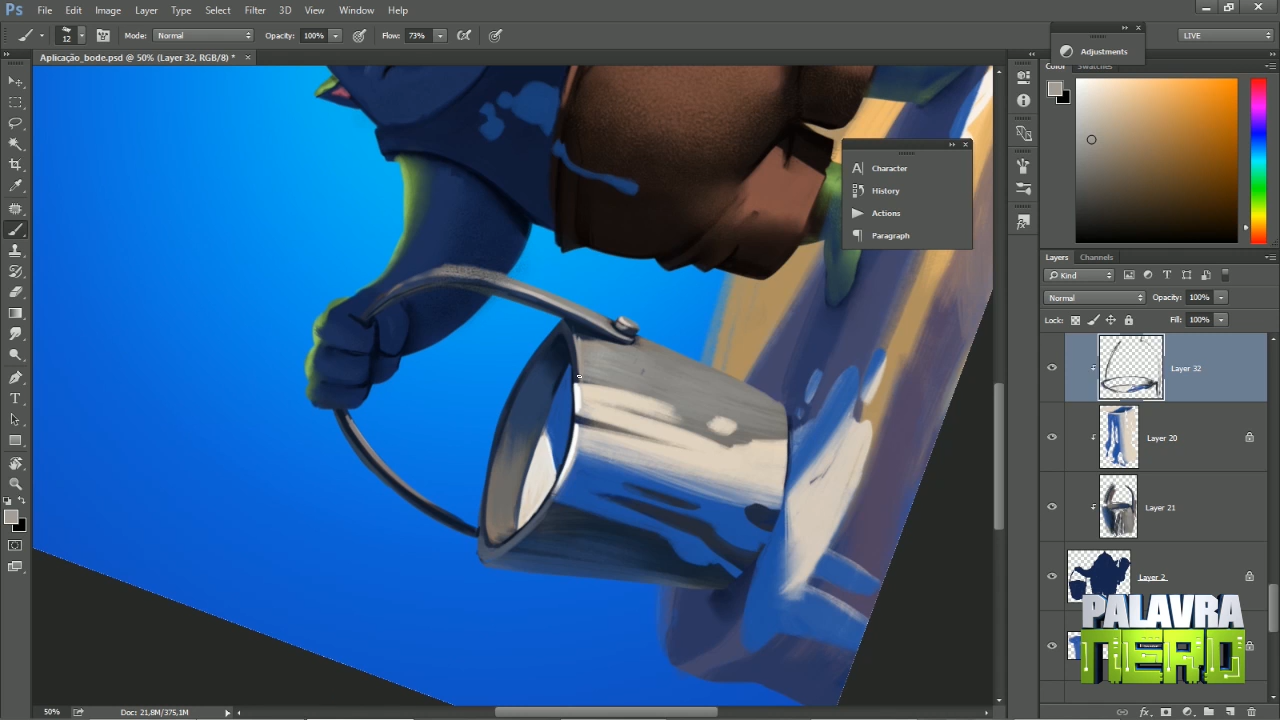 Ps File Edit Image Layer Type Select Filter 3D View Window Help
12 Mode: Normal Opacity: 100% Flow: 73% LIVE
Adjustments
Aplicação_bode.psd @ 50% (Layer 32, RGB/8) * ×
Color Swatches
Character
History
Actions
Paragraph
Layers Channels
Kind
Normal Opacity: 100%
Lock: Fill: 100%
Layer 32
Layer 20
Layer 21
Layer 2
PALAVRA
NERD
50% Doc: 21,8M/375,1M